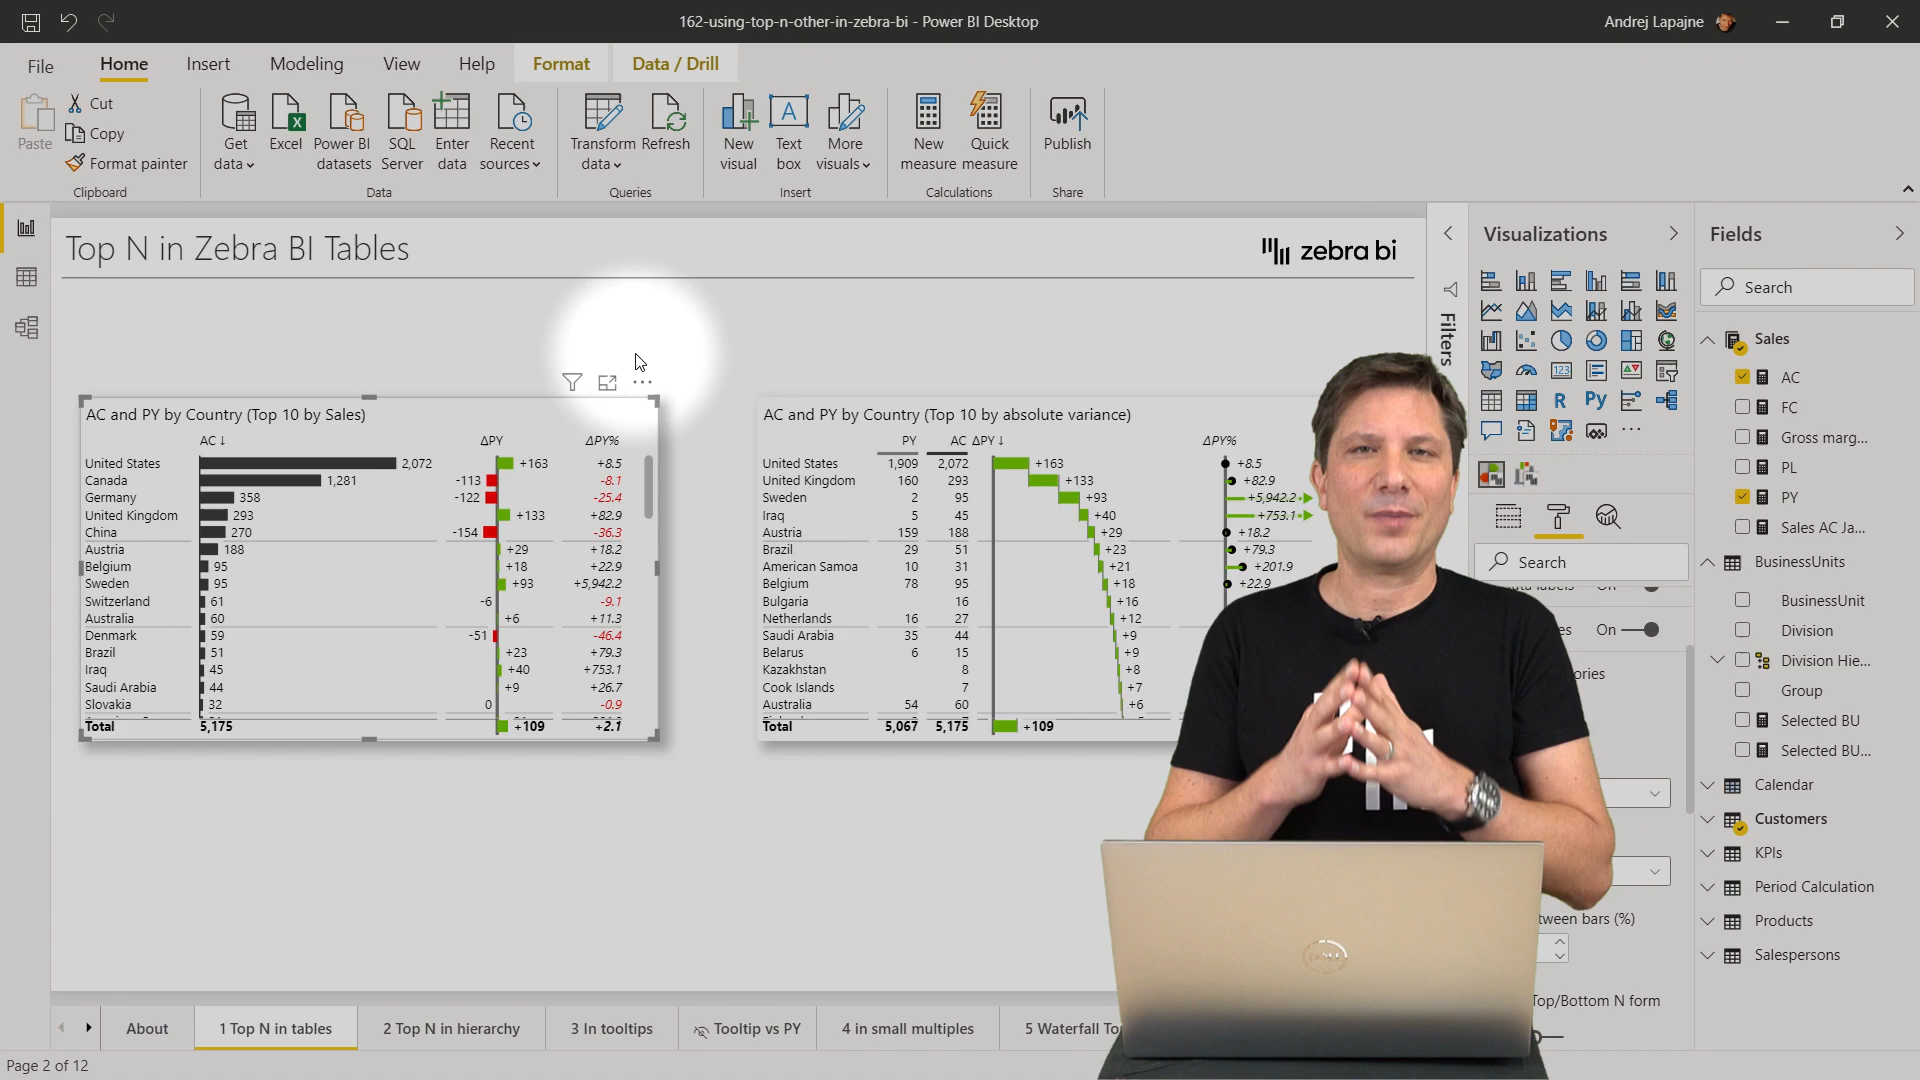 162-using-top-n-other-in-zebra-bi - Power BI Desktop
Andrej Lapajne
File Home Insert Modeling View Help Format Data / Drill
Paste
Cut
Copy
Format painter
Clipboard
Get data
Excel
Power BI datasets
SQL Server
Enter data
Recent sources
Data
Transform data
Refresh
Queries
New visual
Text box
More visuals
Insert
New measure
Quick measure
Calculations
Publish
Share
Top N in Zebra BI Tables
zebra bi
AC and PY by Country (Top 10 by Sales)
AC ↓ ΔPY ΔPY%
United States 2,072 +163 +8.5
Canada 1,281 -113 -8.1
Germany 358 -122 -25.4
United Kingdom 293 +133 +82.9
China 270 -154 -36.3
Austria 188 +29 +18.2
Belgium 95 +18 +22.9
Sweden 95 +93 +5,942.2
Switzerland 61 -6 -9.1
Australia 60 +6 +11.3
Denmark 59 -51 -46.4
Brazil 51 +23 +79.3
Iraq 45 +40 +753.1
Saudi Arabia 44 +9 +26.7
Slovakia 32 0 -0.9
Total 5,175 +109 +2.1
AC and PY by Country (Top 10 by absolute variance)
PY AC ΔPY ↓ ΔPY%
United States 1,909 2,072 +163 +8.5
United Kingdom 160 293 +133 +82.9
Sweden 2 95 +93 +5,942.2
Iraq 5 45 +40 +753.1
Austria 159 188 +29 +18.2
Brazil 29 51 +23 +79.3
American Samoa 10 31 +21 +201.9
Belgium 78 95 +18 +22.9
Bulgaria 16 +16
Netherlands 16 27 +12
Saudi Arabia 35 44 +9
Belarus 6 15 +9
Kazakhstan 8 +8
Cook Islands 7 +7
Australia 54 60 +6
Total 5,067 5,175 +109
Filters
Visualizations
Search
On
tween bars (%)
Top/Bottom N form
Fields
Search
Sales
AC
FC
Gross marg...
PL
PY
Sales AC Ja...
BusinessUnits
BusinessUnit
Division
Division Hie...
Group
Selected BU
Selected BU...
Calendar
Customers
KPIs
Period Calculation
Products
Salespersons
DELL
About
1 Top N in tables
2 Top N in hierarchy
3 In tooltips
Tooltip vs PY
4 in small multiples
5 Waterfall To
Page 2 of 12